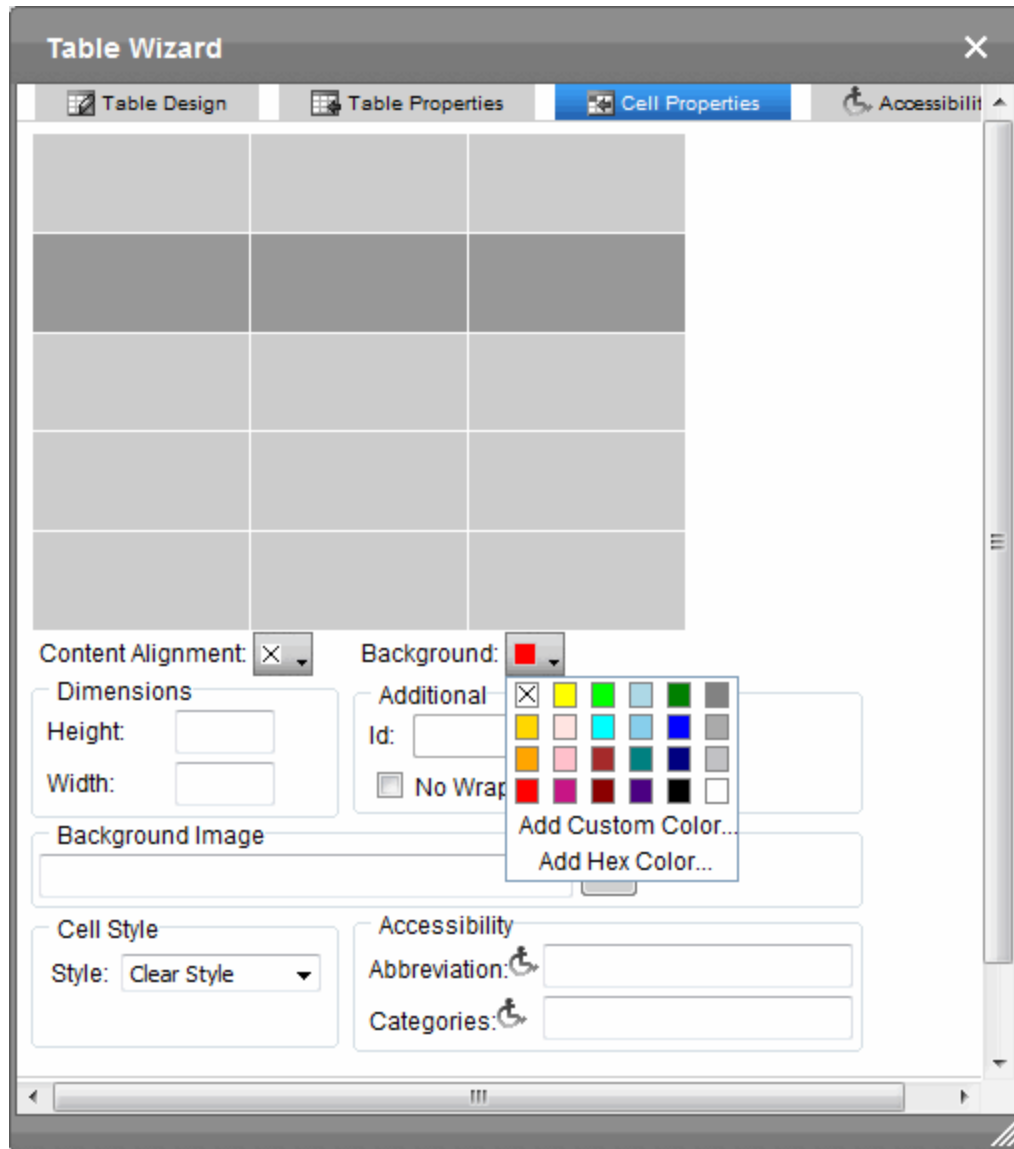 Table Wizard
Table Design
Table Properties
Cell Properties
Accessibilit
Content Alignment:
Background:
Dimensions
Height:
Width:
Additional
Id:
No Wrap
Add Custom Color...
Add Hex Color...
Background Image
Cell Style
Style: Clear Style
Accessibility
Abbreviation:
Categories: